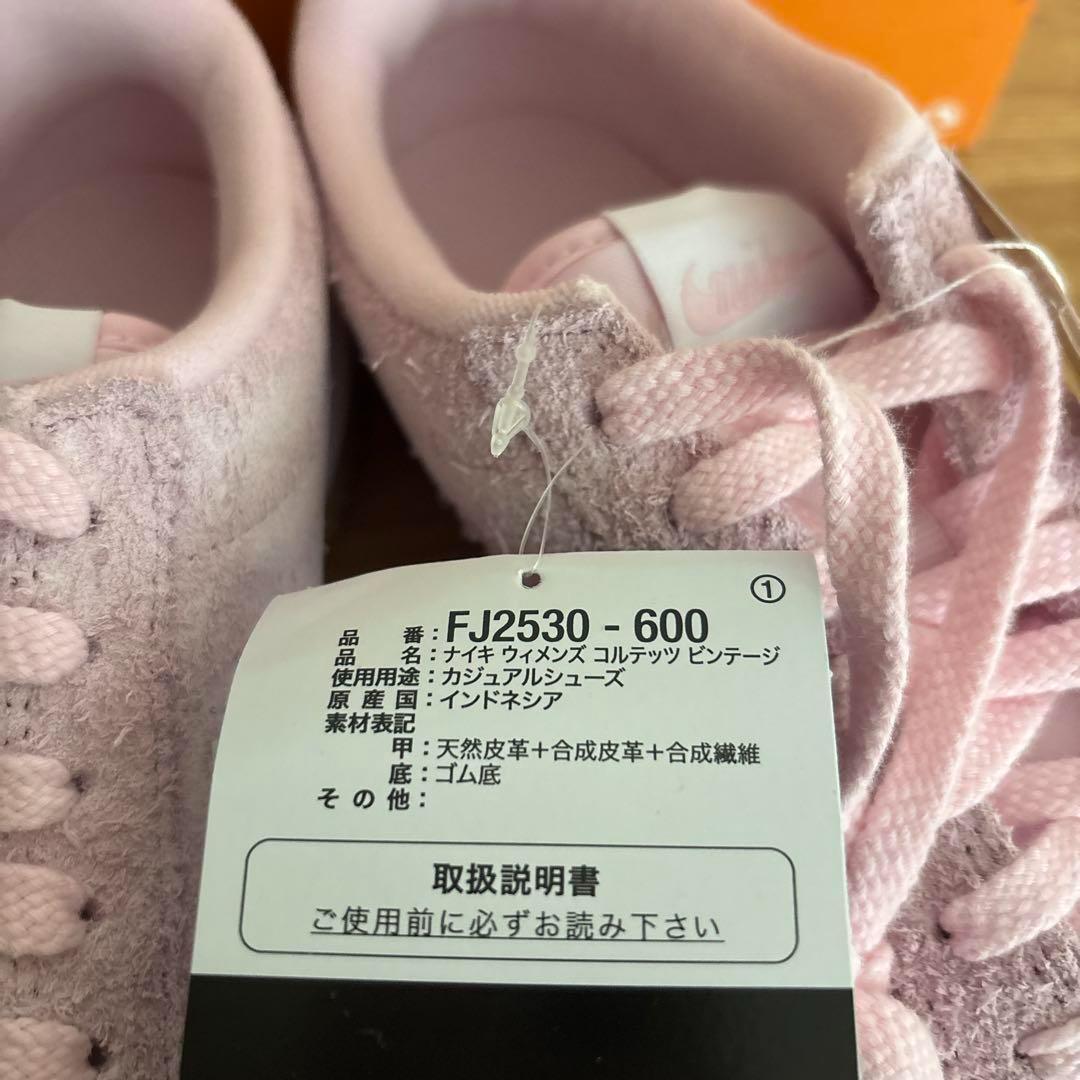 ①
品 番：FJ2530 - 600
品 名：ナイキ ウィメンズ コルテッツ ビンテージ
使用用途：カジュアルシューズ
原 産 国：インドネシア
素材表記
甲：天然皮革＋合成皮革＋合成繊維
底：ゴム底
そ の 他：
取扱説明書
ご使用前に必ずお読み下さい